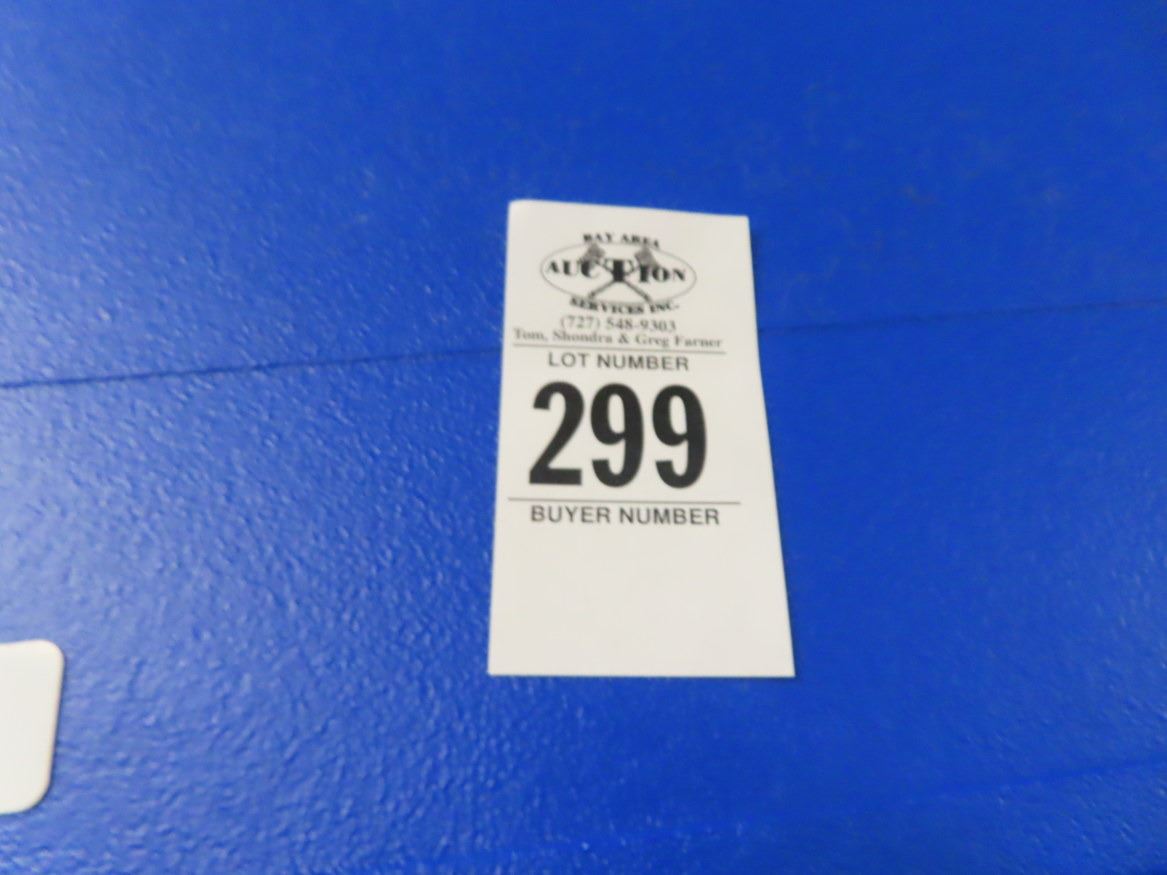 BAY AREA
AUCTION
SERVICES INC.
(727) 548-9303
Tom, Shondra & Greg Farner
LOT NUMBER
299
BUYER NUMBER